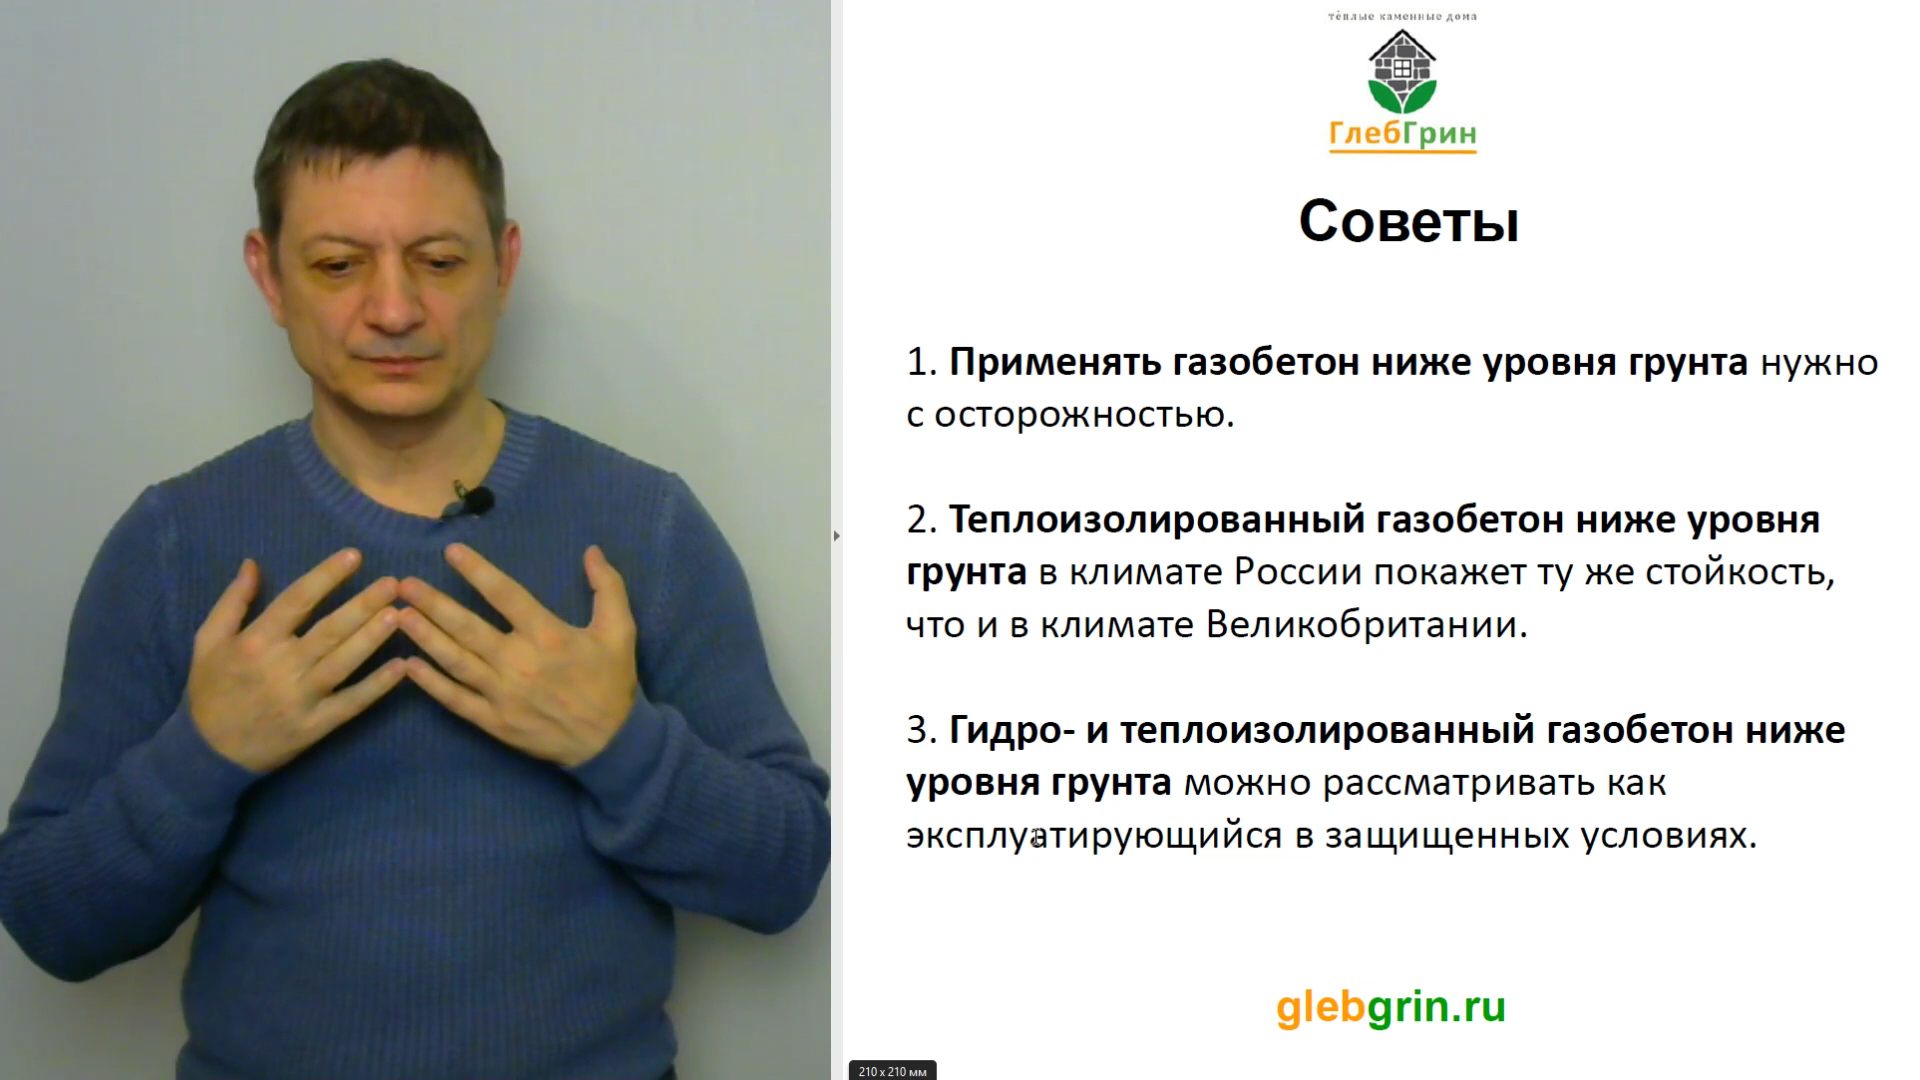 тёплые каменные дома
ГлебГрин
Советы
1. Применять газобетон ниже уровня грунта нужно
с осторожностью.
2. Теплоизолированный газобетон ниже уровня
грунта в климате России покажет ту же стойкость,
что и в климате Великобритании.
3. Гидро- и теплоизолированный газобетон ниже
уровня грунта можно рассматривать как
эксплуатирующийся в защищенных условиях.
glebgrin.ru
210 x 210 мм